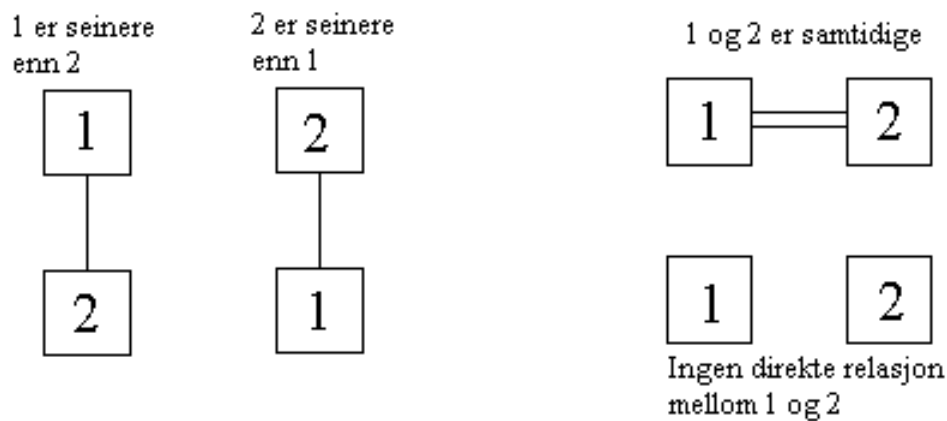 1 er seinere
enn 2
1
2
2 er seinere
enn 1
2
1
1 og 2 er samtidige
1 2
1 2
Ingen direkte relasjon
mellom 1 og 2